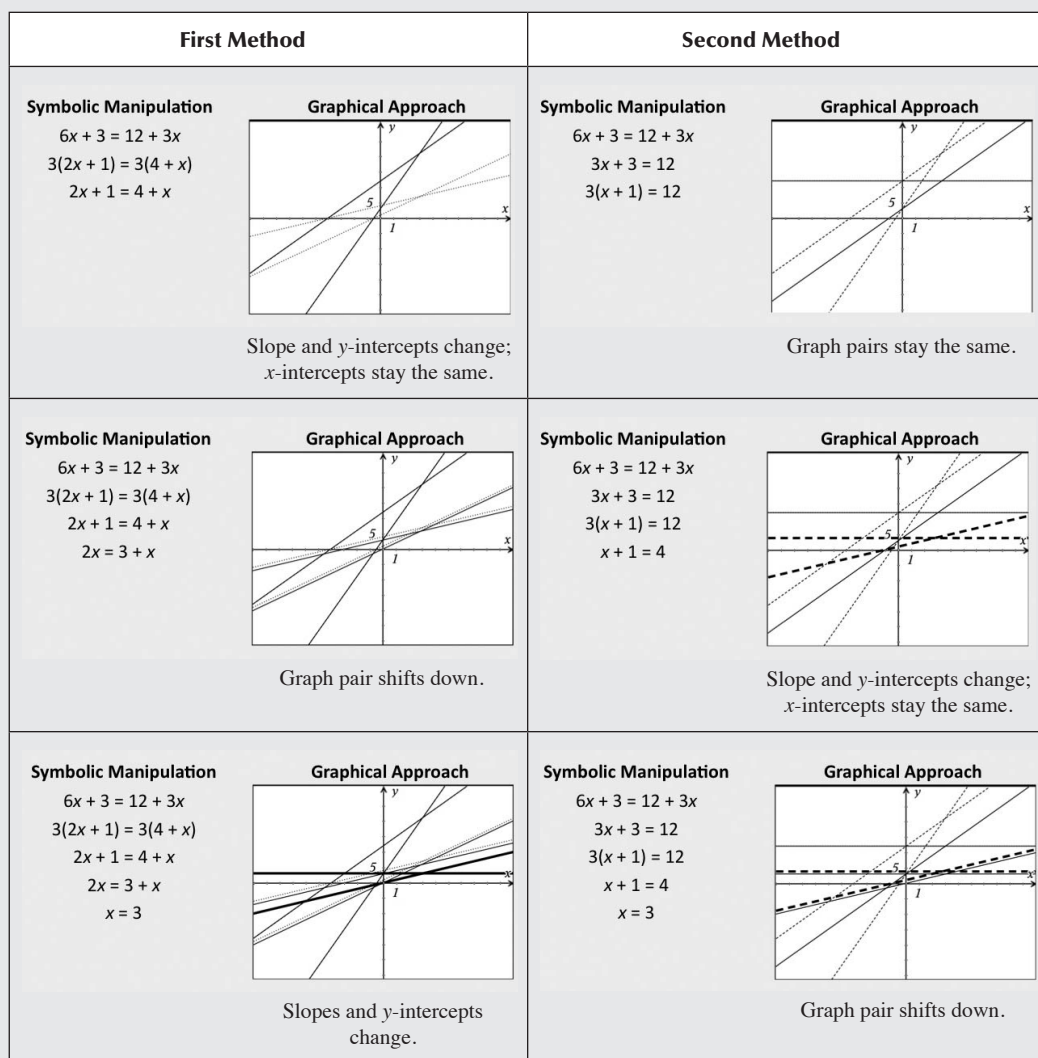 First Method
Second Method
Symbolic Manipulation
6x + 3 = 12 + 3x
3(2x + 1) = 3(4 + x)
2x + 1 = 4 + x
Graphical Approach
y
x
5
1
Slope and y-intercepts change;
x-intercepts stay the same.
Symbolic Manipulation
6x + 3 = 12 + 3x
3x + 3 = 12
3(x + 1) = 12
Graphical Approach
y
x
5
1
Graph pairs stay the same.
Symbolic Manipulation
6x + 3 = 12 + 3x
3(2x + 1) = 3(4 + x)
2x + 1 = 4 + x
2x = 3 + x
Graphical Approach
y
x
5
1
Graph pair shifts down.
Symbolic Manipulation
6x + 3 = 12 + 3x
3x + 3 = 12
3(x + 1) = 12
x + 1 = 4
Graphical Approach
y
x
5
1
Slope and y-intercepts change;
x-intercepts stay the same.
Symbolic Manipulation
6x + 3 = 12 + 3x
3(2x + 1) = 3(4 + x)
2x + 1 = 4 + x
2x = 3 + x
x = 3
Graphical Approach
y
x
5
1
Slopes and y-intercepts
change.
Symbolic Manipulation
6x + 3 = 12 + 3x
3x + 3 = 12
3(x + 1) = 12
x + 1 = 4
x = 3
Graphical Approach
y
x
5
1
Graph pair shifts down.